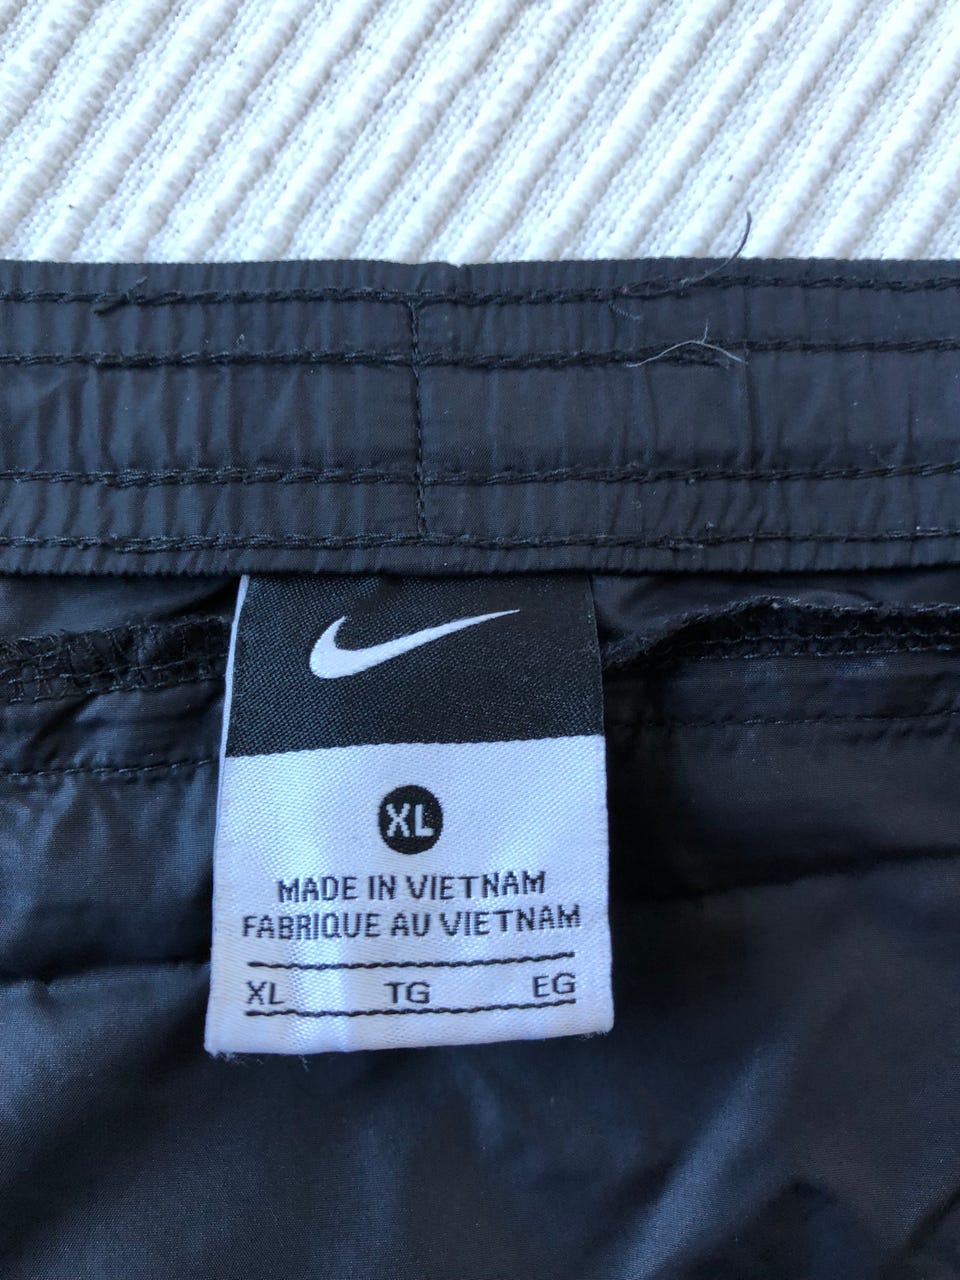 XL
MADE IN VIETNAM
FABRIQUE AU VIETNAM
XL TG EG